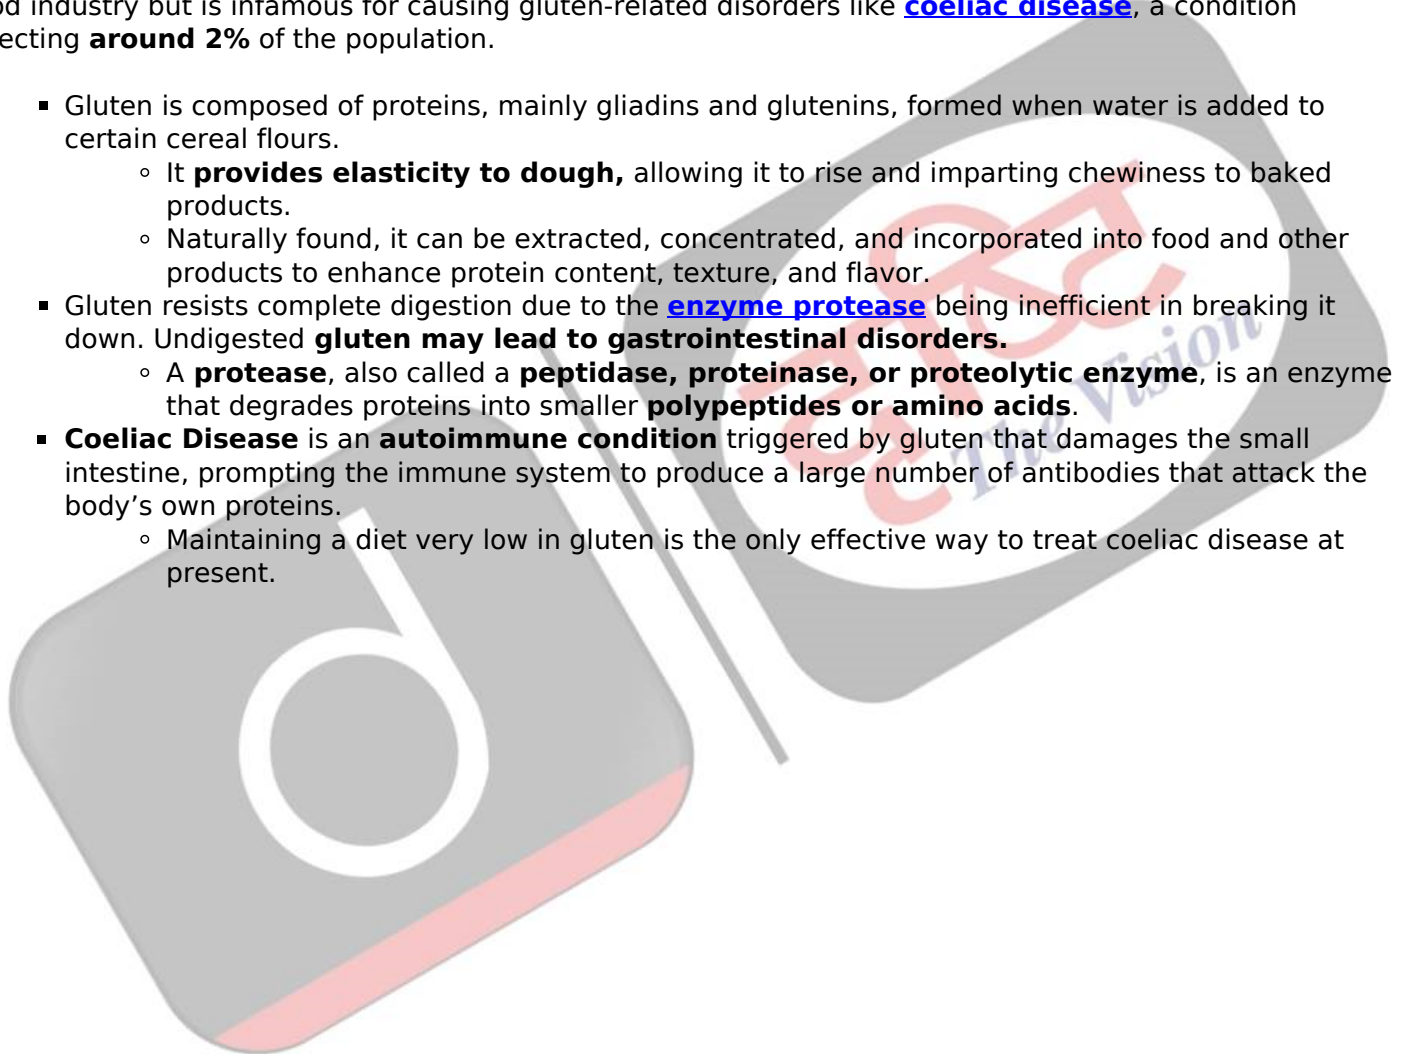 od industry but is infamous for causing gluten-related disorders like coeliac disease, a condition
ecting around 2% of the population.
Gluten is composed of proteins, mainly gliadins and glutenins, formed when water is added to
certain cereal flours.
It provides elasticity to dough, allowing it to rise and imparting chewiness to baked
products.
Naturally found, it can be extracted, concentrated, and incorporated into food and other
products to enhance protein content, texture, and flavor.
Gluten resists complete digestion due to the enzyme protease being inefficient in breaking it
down. Undigested gluten may lead to gastrointestinal disorders.
A protease, also called a peptidase, proteinase, or proteolytic enzyme, is an enzyme
that degrades proteins into smaller polypeptides or amino acids.
Coeliac Disease is an autoimmune condition triggered by gluten that damages the small
intestine, prompting the immune system to produce a large number of antibodies that attack the
body’s own proteins.
Maintaining a diet very low in gluten is the only effective way to treat coeliac disease at
present.
दृष्टि
The Vision
d